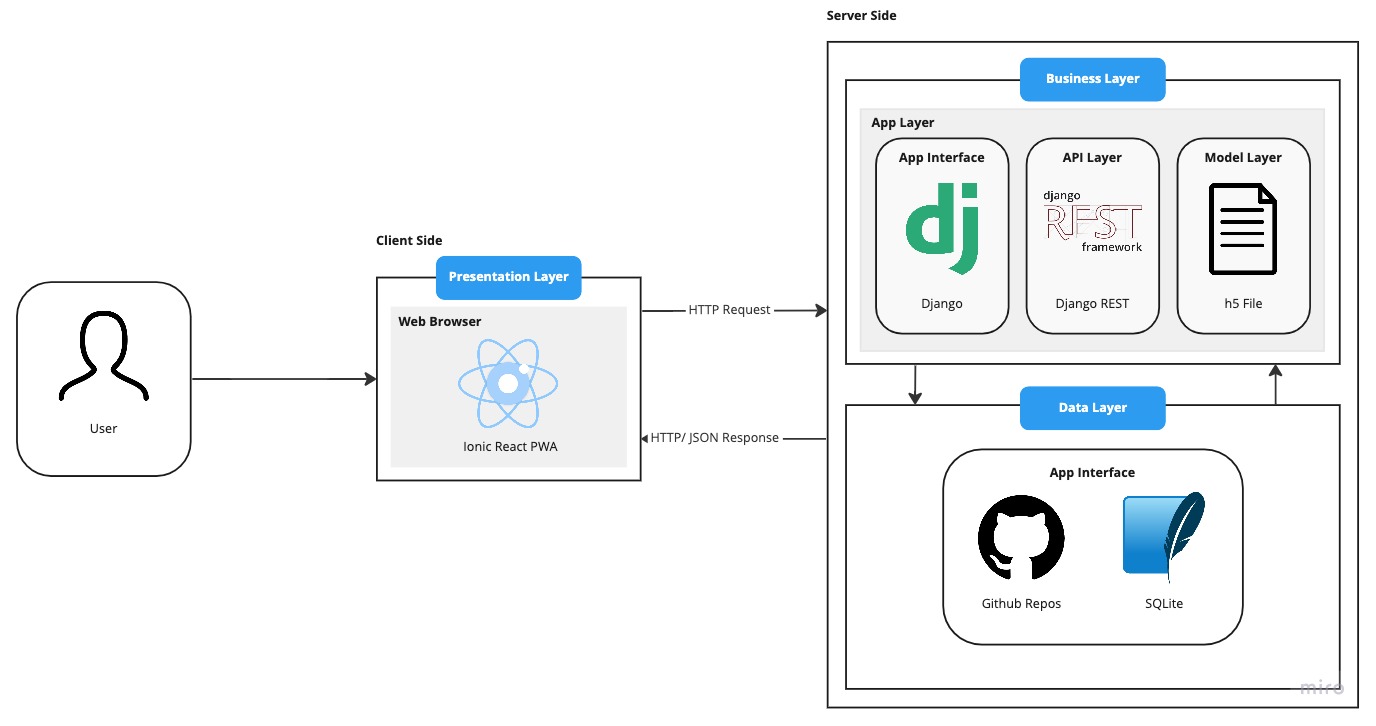 Server Side
Business Layer
App Layer
App Interface
API Layer
Model Layer
dj
django
REST
framework
Django
Django REST
h5 File
Client Side
Presentation Layer
Web Browser
Ionic React PWA
User
HTTP Request
HTTP/ JSON Response
Data Layer
App Interface
Github Repos
SQLite
miro